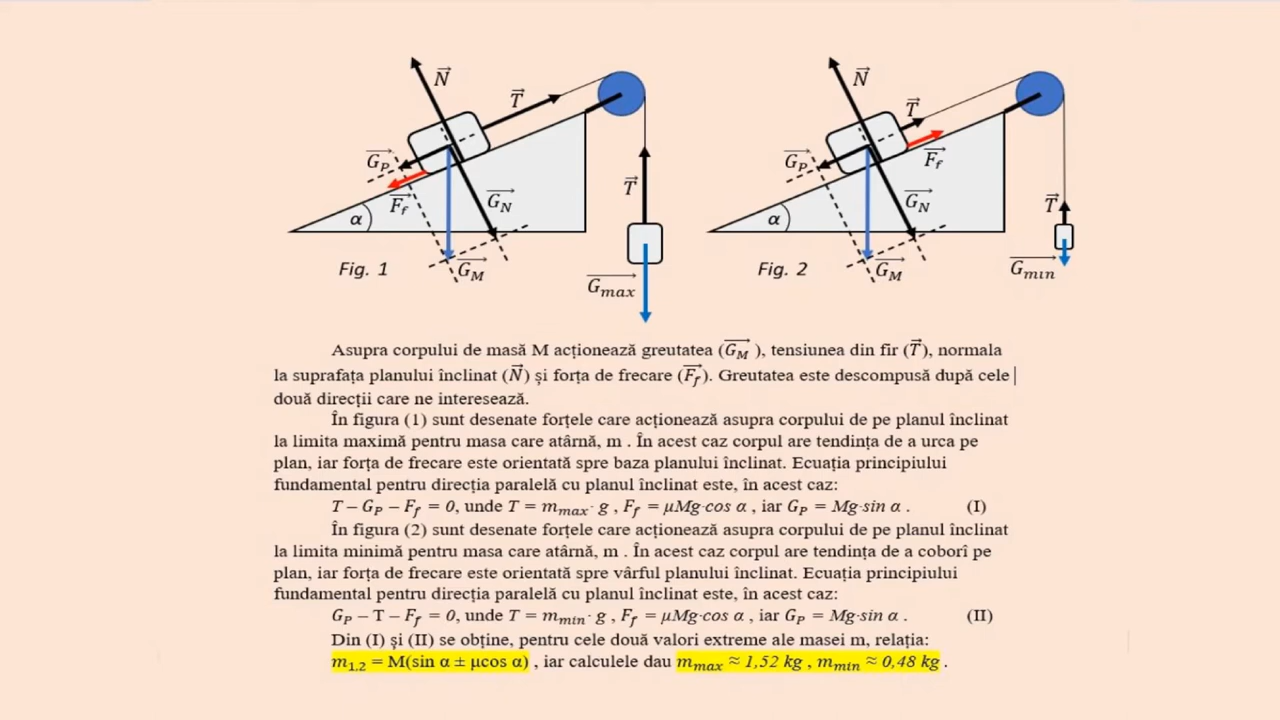 N⃗ T⃗ G_P⃗ F_f⃗ α G_N⃗ G_M⃗ T⃗ G_max⃗
Fig. 1
N⃗ T⃗ G_P⃗ F_f⃗ α G_N⃗ G_M⃗ T⃗ G_min⃗
Fig. 2
Asupra corpului de masă M acționează greutatea (G_M⃗ ), tensiunea din fir (T⃗), normala
la suprafața planului înclinat (N⃗) și forța de frecare (F_f⃗). Greutatea este descompusă după cele
două direcții care ne interesează.
În figura (1) sunt desenate forțele care acționează asupra corpului de pe planul înclinat
la limita maximă pentru masa care atârnă, m . În acest caz corpul are tendința de a urca pe
plan, iar forța de frecare este orientată spre baza planului înclinat. Ecuația principiului
fundamental pentru direcția paralelă cu planul înclinat este, în acest caz:
T − G_P − F_f = 0, unde T = m_max· g , F_f = μMg·cos α , iar G_P = Mg·sin α . (I)
În figura (2) sunt desenate forțele care acționează asupra corpului de pe planul înclinat
la limita minimă pentru masa care atârnă, m . În acest caz corpul are tendința de a coborî pe
plan, iar forța de frecare este orientată spre vârful planului înclinat. Ecuația principiului
fundamental pentru direcția paralelă cu planul înclinat este, în acest caz:
G_P − T − F_f = 0, unde T = m_min· g , F_f = μMg·cos α , iar G_P = Mg·sin α . (II)
Din (I) și (II) se obține, pentru cele două valori extreme ale masei m, relația:
m_1,2 = M(sin α ± μcos α) , iar calculele dau m_max ≈ 1,52 kg , m_min ≈ 0,48 kg .